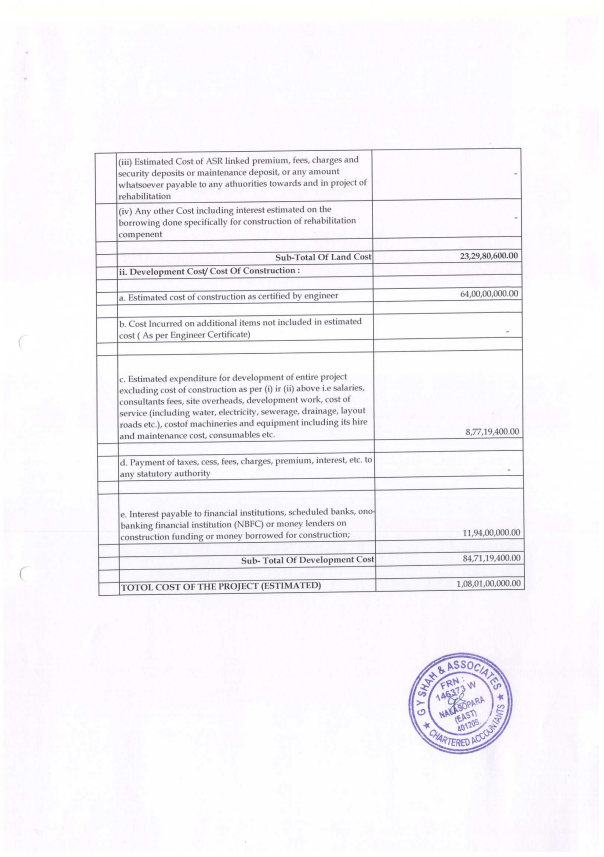 (iii) Estimated Cost of ASR linked premium, fees, charges and
security deposits or maintenance deposit, or any amount
whatsoever payable to any athuorities towards and in project of
rehabilitation
-
(iv) Any other Cost including interest estimated on the
borrowing done specifically for construction of rehabilitation
compenent
-
Sub-Total Of Land Cost 23,29,80,600.00
ii. Development Cost/ Cost Of Construction :
a. Estimated cost of construction as certified by engineer 64,00,00,000.00
b. Cost Incurred on additional items not included in estimated
cost ( As per Engineer Certificate)
-
c. Estimated expenditure for development of entire project
excluding cost of construction as per (i) ir (ii) above i.e salaries,
consultants fees, site overheads, development work, cost of
service (including water, electricity, sewerage, drainage, layout
roads etc.), costof machineries and equipment including its hire
and maintenance cost, consumables etc. 8,77,19,400.00
d. Payment of taxes, cess, fees, charges, premium, interest, etc. to
any statutory authority
-
e. Interest payable to financial institutions, scheduled banks, ono-
banking financial institution (NBFC) or money lenders on
construction funding or money borrowed for construction; 11,94,00,000.00
Sub- Total Of Development Cost 84,71,19,400.00
TOTOL COST OF THE PROJECT (ESTIMATED) 1,08,01,00,000.00
G Y SHAH & ASSOCIATES
FRN :
146373 W
NALASOPARA
(EAST)
401209
★ CHARTERED ACCOUNTANTS ★